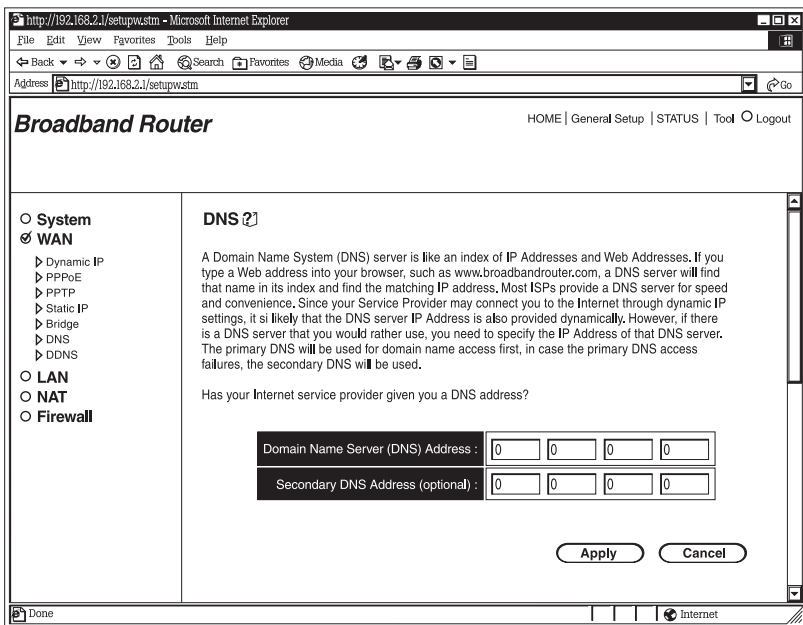 http://192.168.2.1/setupw.stm - Microsoft Internet Explorer
File Edit View Favorites Tools Help
Back Search Favorites Media
Address http://192.168.2.1/setupw.stm Go
Broadband Router
HOME | General Setup | STATUS | Tool Logout
System
WAN
Dynamic IP
PPPoE
PPTP
Static IP
Bridge
DNS
DDNS
LAN
NAT
Firewall
DNS
A Domain Name System (DNS) server is like an index of IP Addresses and Web Addresses. If you
type a Web address into your browser, such as www.broadbandrouter.com, a DNS server will find
that name in its index and find the matching IP address. Most ISPs provide a DNS server for speed
and convenience. Since your Service Provider may connect you to the Internet through dynamic IP
settings, it si likely that the DNS server IP Address is also provided dynamically. However, if there
is a DNS server that you would rather use, you need to specify the IP Address of that DNS server.
The primary DNS will be used for domain name access first, in case the primary DNS access
failures, the secondary DNS will be used.
Has your Internet service provider given you a DNS address?
Domain Name Server (DNS) Address : 0 0 0 0
Secondary DNS Address (optional) : 0 0 0 0
Apply Cancel
Done Internet